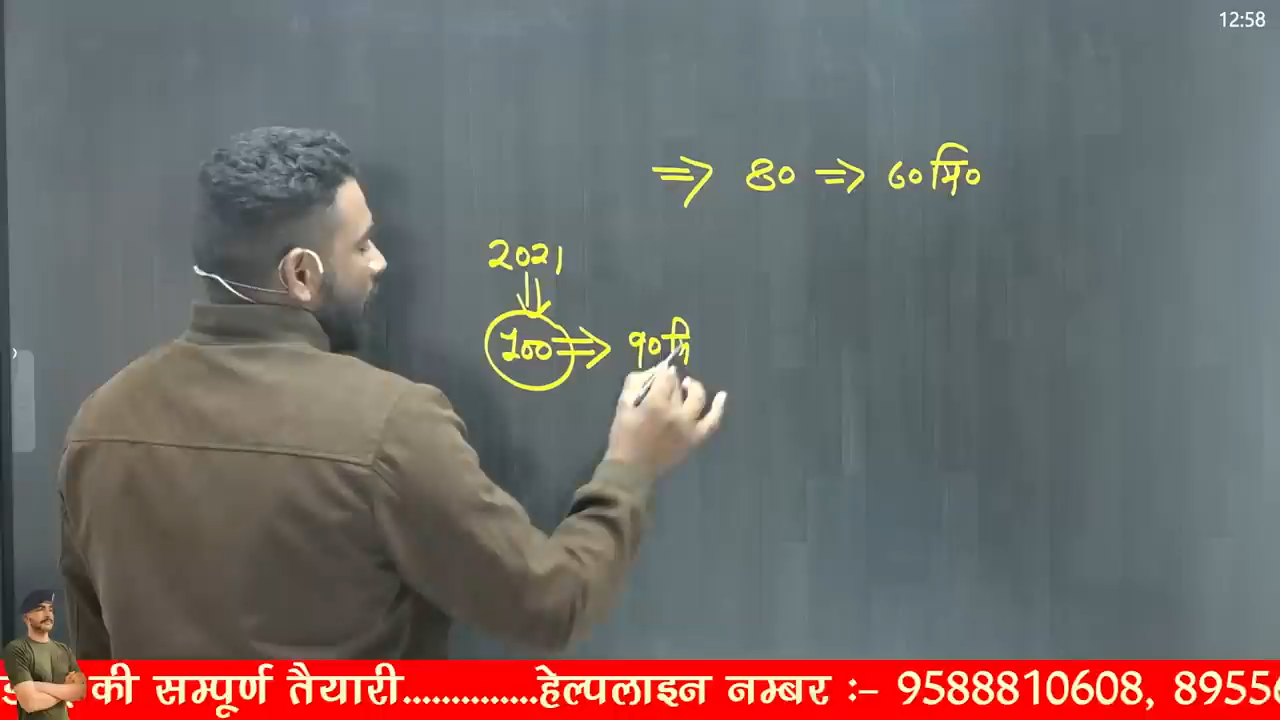 12:58
⇒ 80 ⇒ 60 मि०
2021
⇓
100 ⇒ 90 मि
की सम्पूर्ण तैयारी..............हेल्पलाइन नम्बर :- 9588810608, 8955